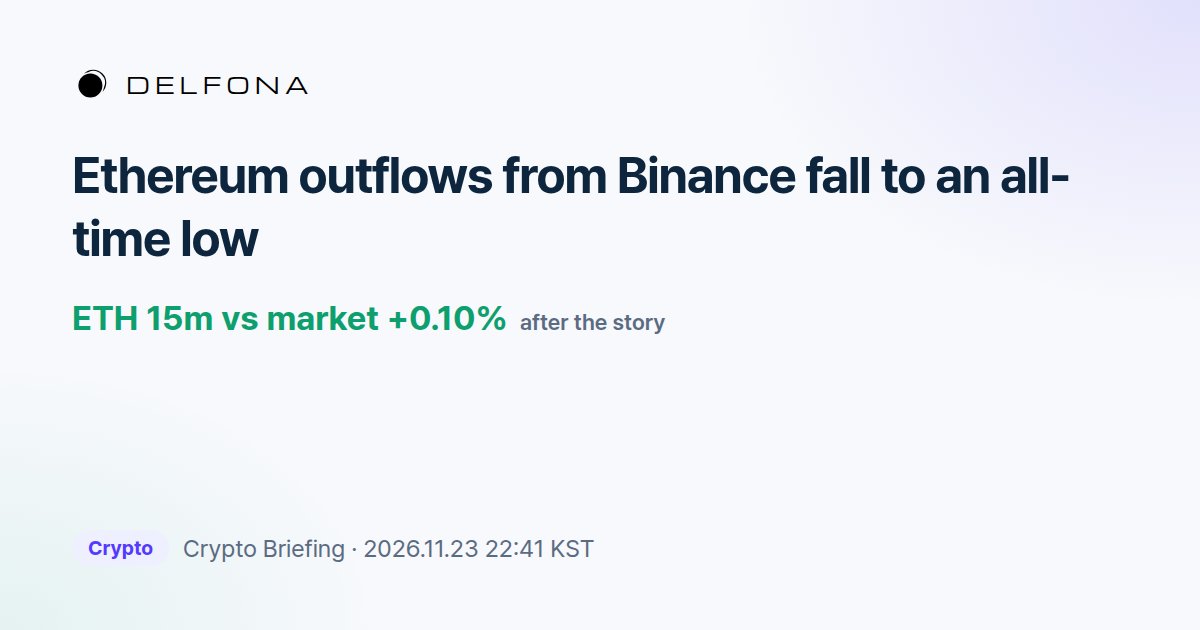 DELFONA
Ethereum outflows from Binance fall to an all-
time low
ETH 15m vs market +0.10% after the story
Crypto Crypto Briefing · 2026.11.23 22:41 KST